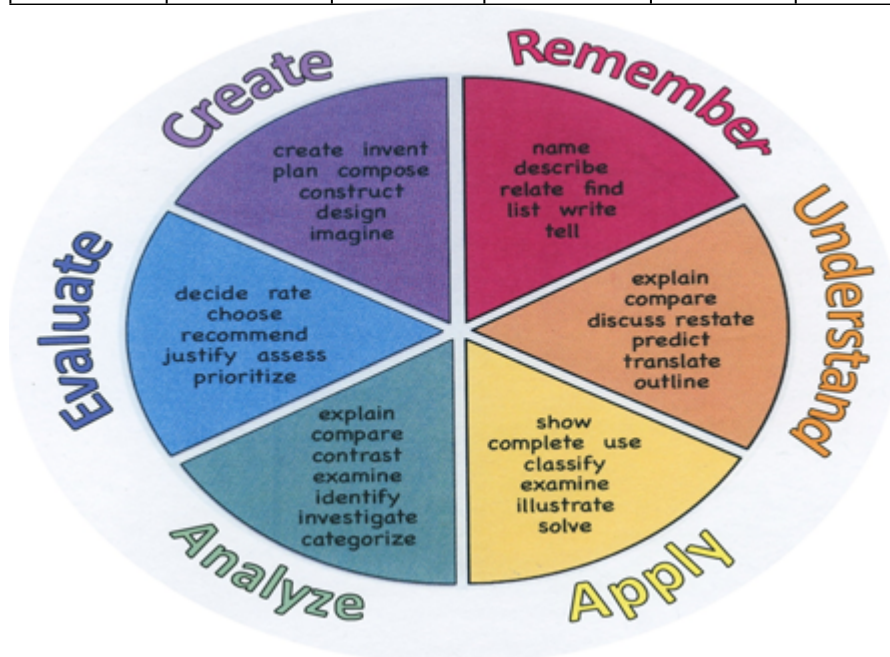 Remember
name
describe
relate find
list write
tell
Understand
explain
compare
discuss restate
predict
translate
outline
Apply
show
complete use
classify
examine
illustrate
solve
Analyze
explain
compare
contrast
examine
identify
investigate
categorize
Evaluate
decide rate
choose
recommend
justify assess
prioritize
Create
create invent
plan compose
construct
design
imagine